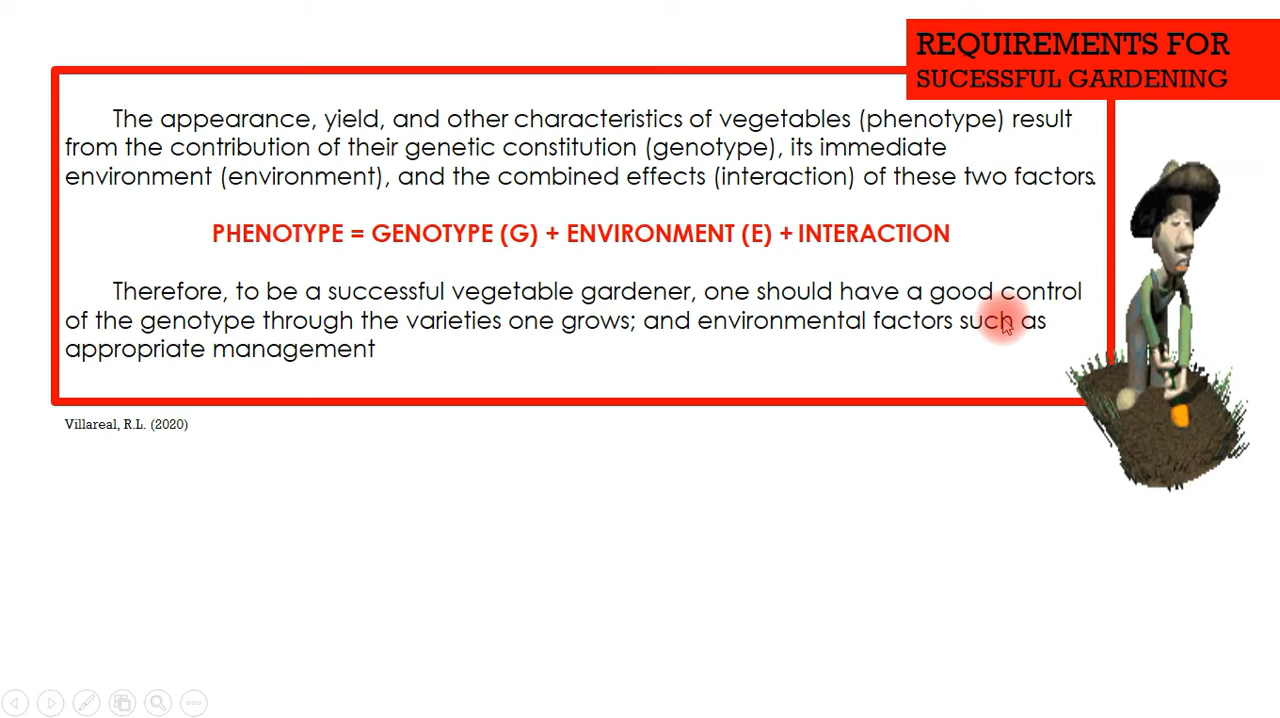 REQUIREMENTS FOR
SUCESSFUL GARDENING
The appearance, yield, and other characteristics of vegetables (phenotype) result
from the contribution of their genetic constitution (genotype), its immediate
environment (environment), and the combined effects (interaction) of these two factors.
PHENOTYPE = GENOTYPE (G) + ENVIRONMENT (E) + INTERACTION
Therefore, to be a successful vegetable gardener, one should have a good control
of the genotype through the varieties one grows; and environmental factors such as
appropriate management
Villareal, R.L. (2020)